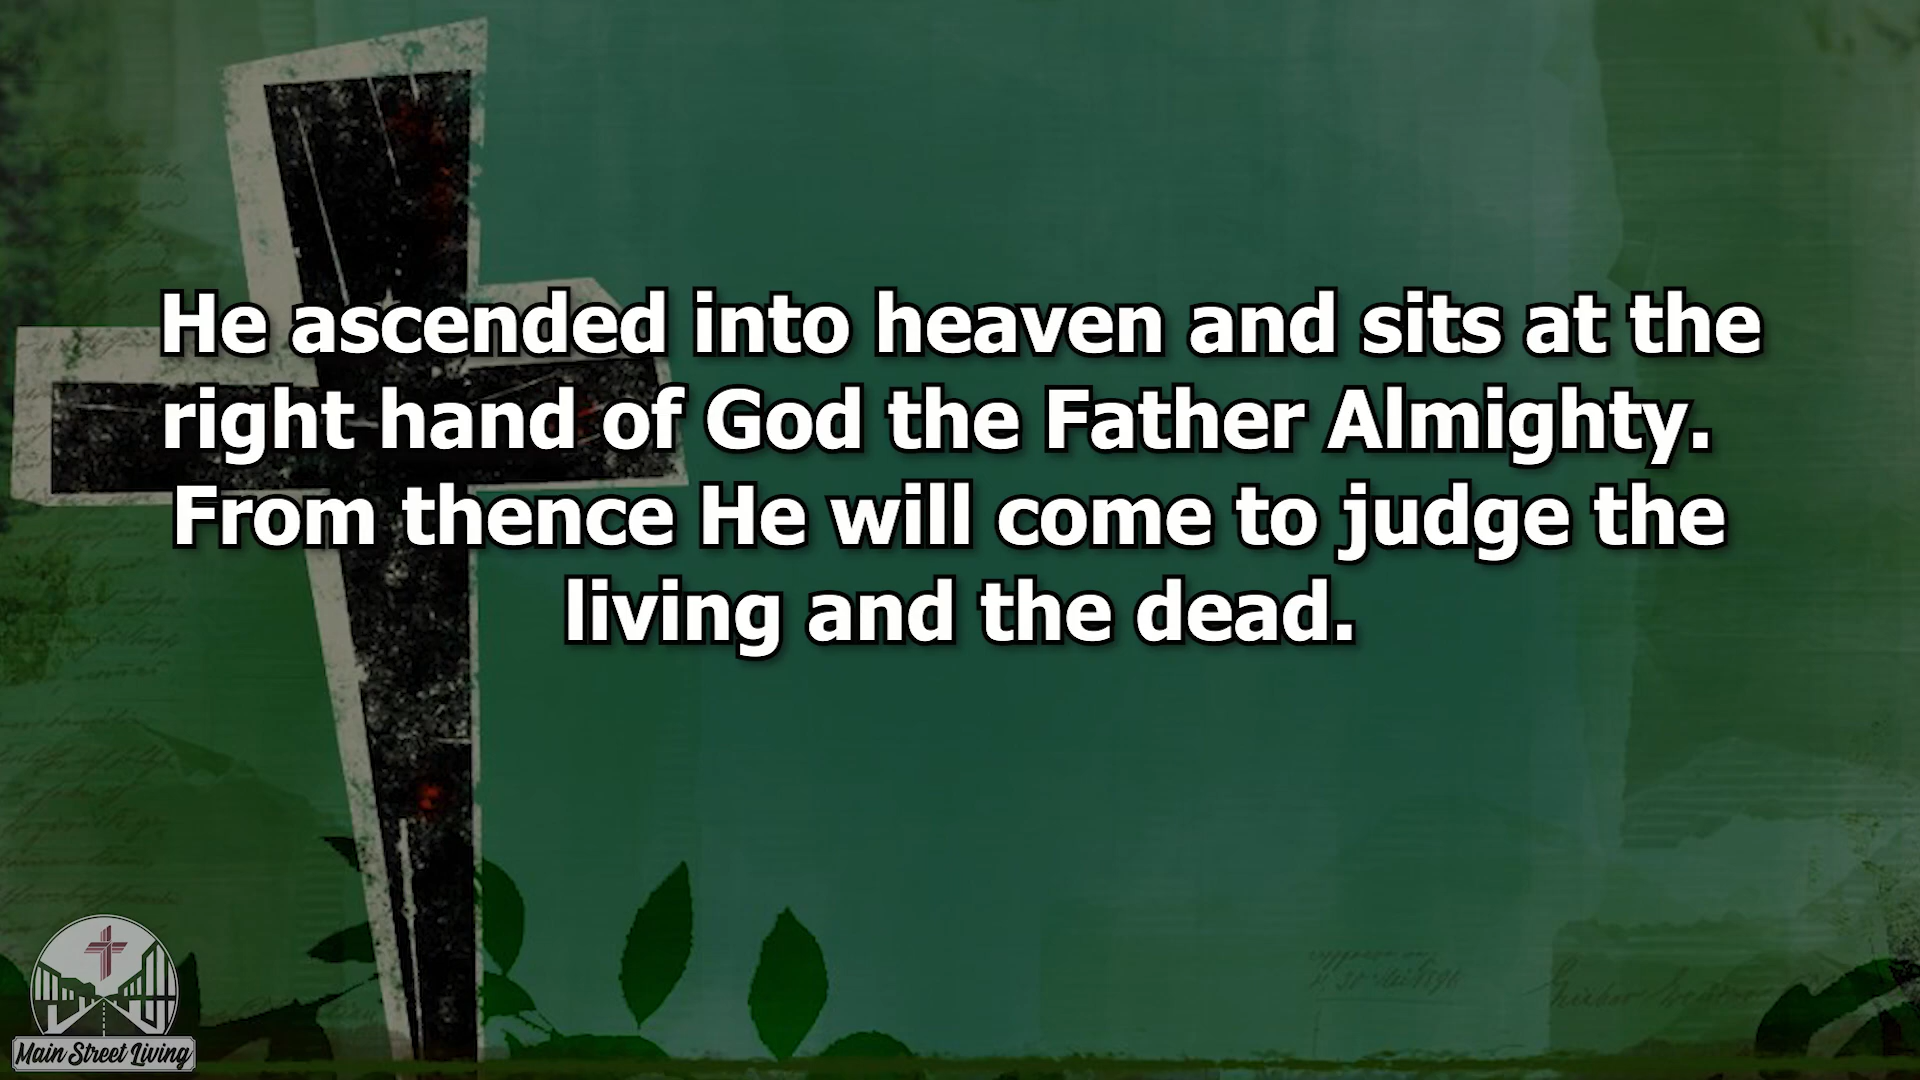 He ascended into heaven and sits at the
right hand of God the Father Almighty.
From thence He will come to judge the
living and the dead.
Main Street Living